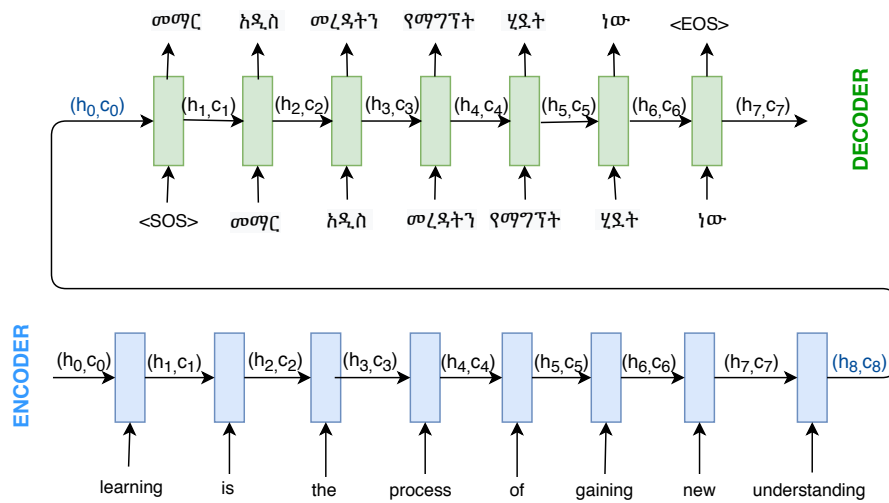 መማር አዲስ መረዳትን የማግኘት ሂደት ነው <EOS>
(h0,c0) (h1,c1) (h2,c2) (h3,c3) (h4,c4) (h5,c5) (h6,c6) (h7,c7)
DECODER
<SOS> መማር አዲስ መረዳትን የማግኘት ሂደት ነው
ENCODER
(h0,c0) (h1,c1) (h2,c2) (h3,c3) (h4,c4) (h5,c5) (h6,c6) (h7,c7) (h8,c8)
learning is the process of gaining new understanding